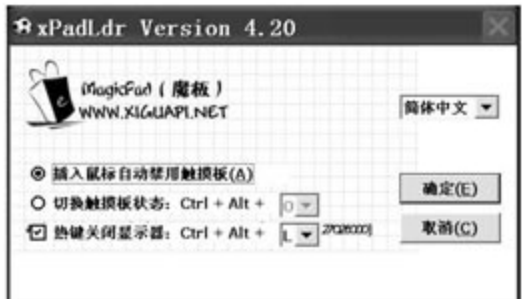 xPadLdr Version 4.20
iMagicPad（魔板）
WWW.XIGUAPI.NET
简体中文
插入鼠标自动禁用触摸板(A)
确定(E)
切换触摸板状态：Ctrl + Alt + O
热键关闭显示器：Ctrl + Alt + L
取消(C)